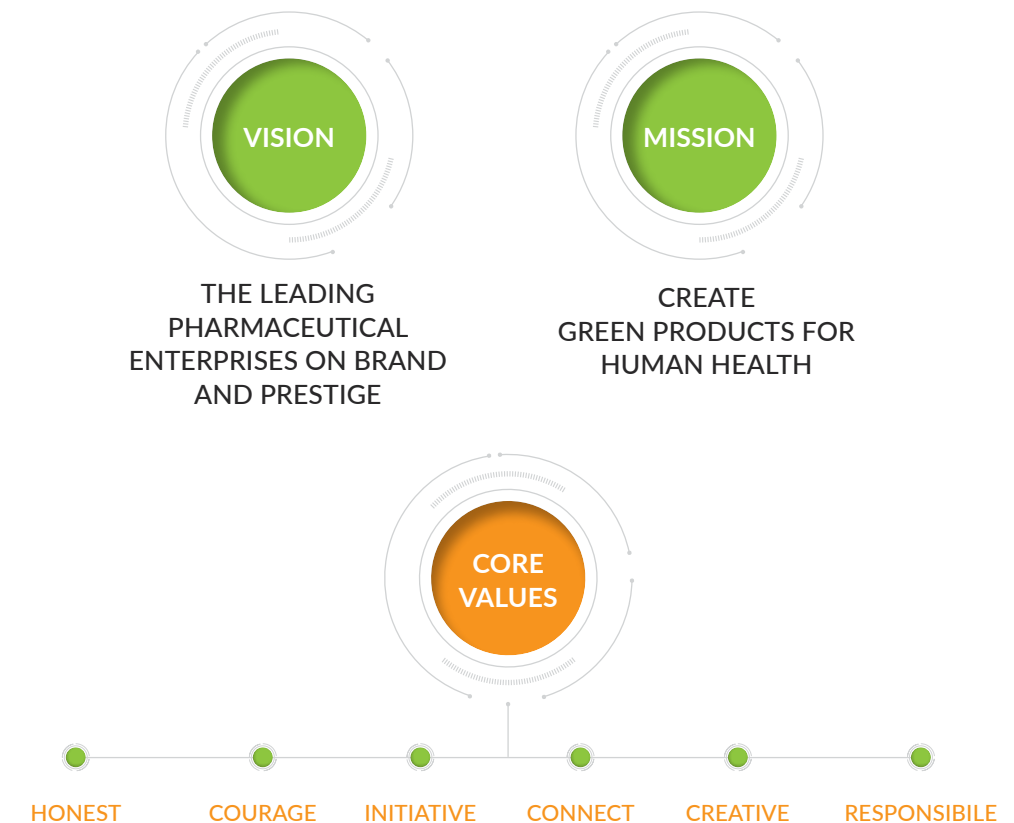 VISION
THE LEADING
PHARMACEUTICAL
ENTERPRISES ON BRAND
AND PRESTIGE
MISSION
CREATE
GREEN PRODUCTS FOR
HUMAN HEALTH
CORE
VALUES
HONEST
COURAGE
INITIATIVE
CONNECT
CREATIVE
RESPONSIBILE